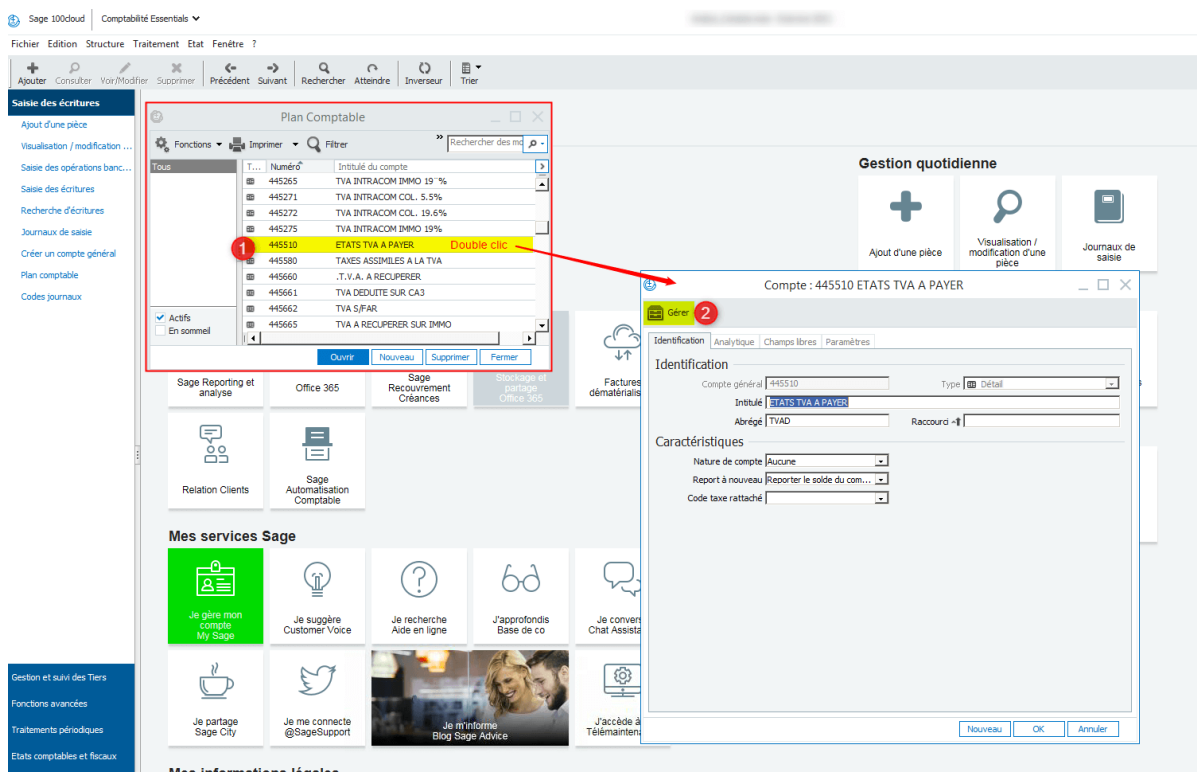 Sage 100cloud Comptabilité Essentials
Fichier Edition Structure Traitement Etat Fenêtre ?
Ajouter Consulter Voir/Modifier Supprimer Précédent Suivant Rechercher Atteindre Inverseur Trier
Saisie des écritures
Ajout d'une pièce
Visualisation / modification ...
Saisie des opérations banc...
Saisie des écritures
Recherche d'écritures
Journaux de saisie
Créer un compte général
Plan comptable
Codes journaux
Gestion et suivi des Tiers
Fonctions avancées
Traitements périodiques
Etats comptables et fiscaux
Plan Comptable
Fonctions Imprimer Filtrer » Rechercher des mo
Tous
T... Numéro Intitulé du compte
445265 TVA INTRACOM IMMO 19¨%
445271 TVA INTRACOM COL. 5.5%
445272 TVA INTRACOM COL. 19.6%
445275 TVA INTRACOM IMMO 19%
1 445510 ETATS TVA A PAYER Double clic
445580 TAXES ASSIMILES A LA TVA
445660 .T.V.A. A RECUPERER
445661 TVA DEDUITE SUR CA3
445662 TVA S/FAR
445665 TVA A RECUPERER SUR IMMO
Actifs
En sommeil
Ouvrir Nouveau Supprimer Fermer
Gestion quotidienne
Ajout d'une pièce
Visualisation /
modification d'une
pièce
Journaux de
saisie
Compte : 445510 ETATS TVA A PAYER
Gérer 2
Identification Analytique Champs libres Paramètres
Identification
Compte général 445510 Type Détail
Intitulé ETATS TVA A PAYER
Abrégé TVAD Raccourci
Caractéristiques
Nature de compte Aucune
Report à nouveau Reporter le solde du com...
Code taxe rattaché
Nouveau OK Annuler
Sage Reporting et
analyse
Office 365
Sage
Recouvrement
Créances
Stockage et
partage
Office 365
Factures
dématérialis
Relation Clients
Sage
Automatisation
Comptable
Mes services Sage
Je gère mon
compte
My Sage
Je suggère
Customer Voice
Je recherche
Aide en ligne
J'approfondis
Base de co
Je convers
Chat Assista
Je partage
Sage City
Je me connecte
@SageSupport
Je m'informe
Blog Sage Advice
J'accède à
Télémainten
Mes informations légales